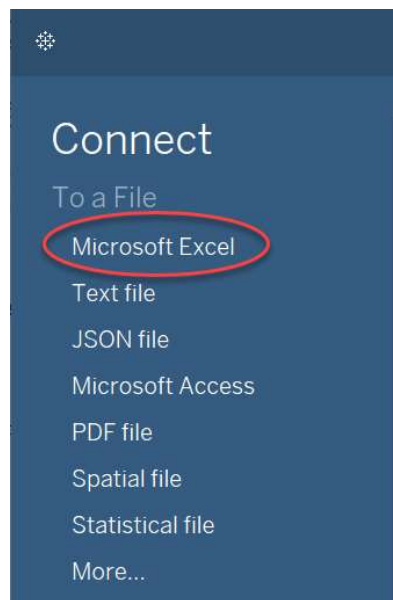 Connect
To a File
Microsoft Excel
Text file
JSON file
Microsoft Access
PDF file
Spatial file
Statistical file
More...